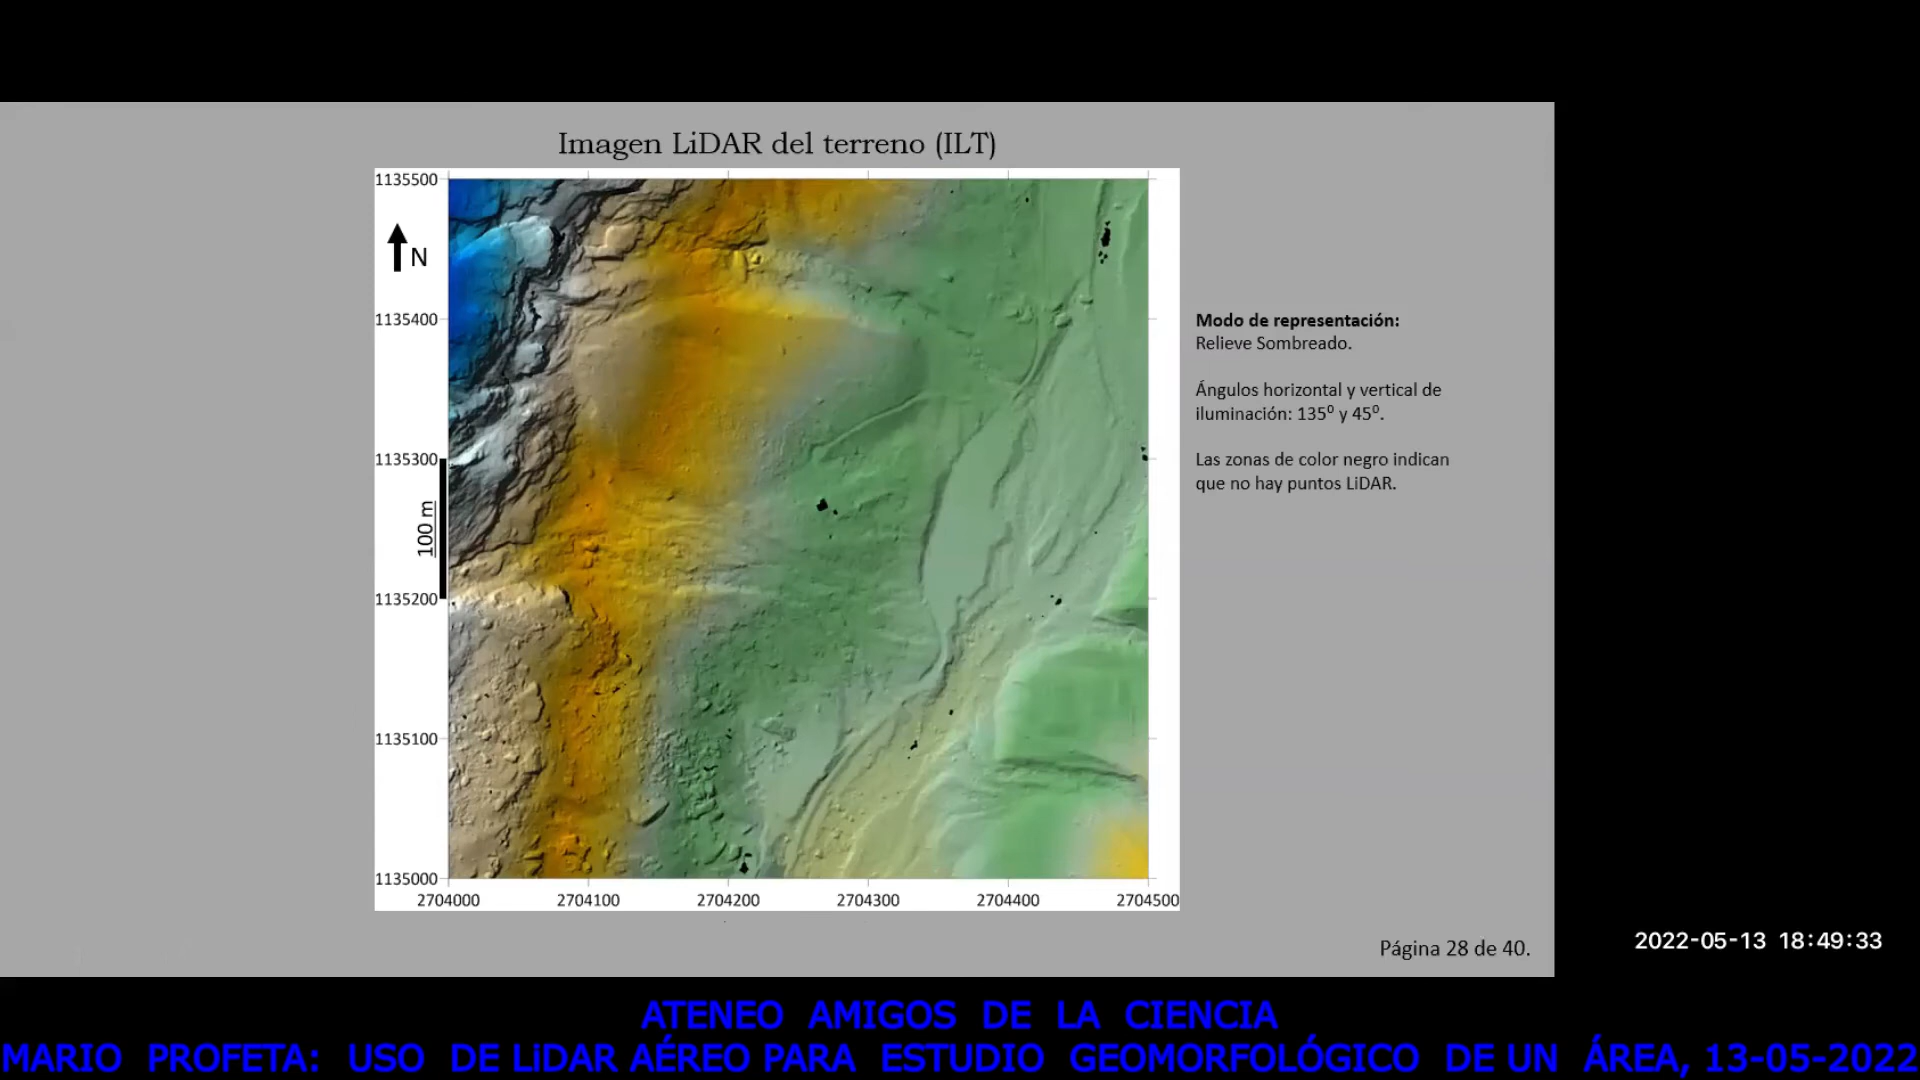 Imagen LiDAR del terreno (ILT)
1135500
N
1135400
1135300
100 m
1135200
1135100
1135000
2704000 2704100 2704200 2704300 2704400 2704500
Modo de representación:
Relieve Sombreado.
Ángulos horizontal y vertical de
iluminación: 135⁰ y 45⁰.
Las zonas de color negro indican
que no hay puntos LiDAR.
Página 28 de 40.
2022-05-13 18:49:33
ATENEO AMIGOS DE LA CIENCIA
MARIO PROFETA: USO DE LiDAR AÉREO PARA ESTUDIO GEOMORFOLÓGICO DE UN ÁREA, 13-05-2022